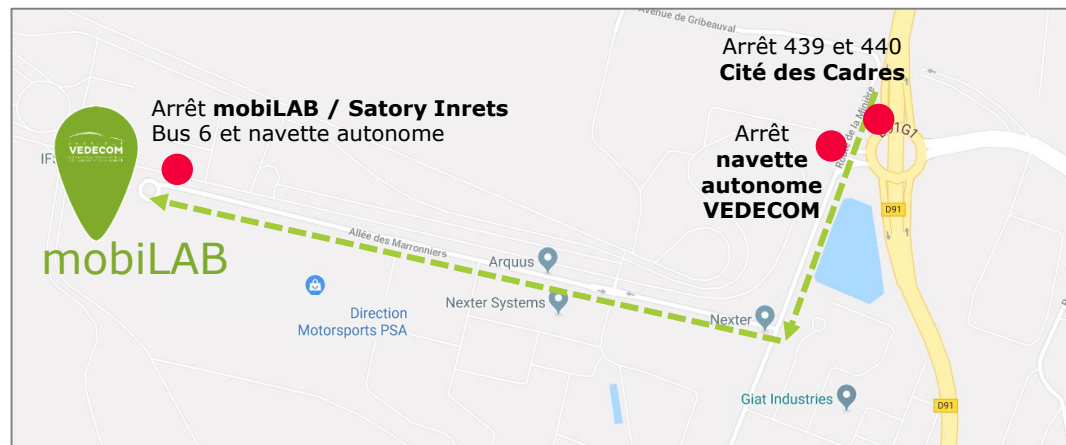 Avenue de Gribeauval
Arrêt 439 et 440
Cité des Cadres
Arrêt mobiLAB / Satory Inrets
Bus 6 et navette autonome
VEDECOM
mobiLAB
Arrêt
navette
autonome
VEDECOM
Route de la Minière
D91
Allée des Marronniers
Arquus
Nexter Systems
Direction
Motorsports PSA
Nexter
Giat Industries
D91